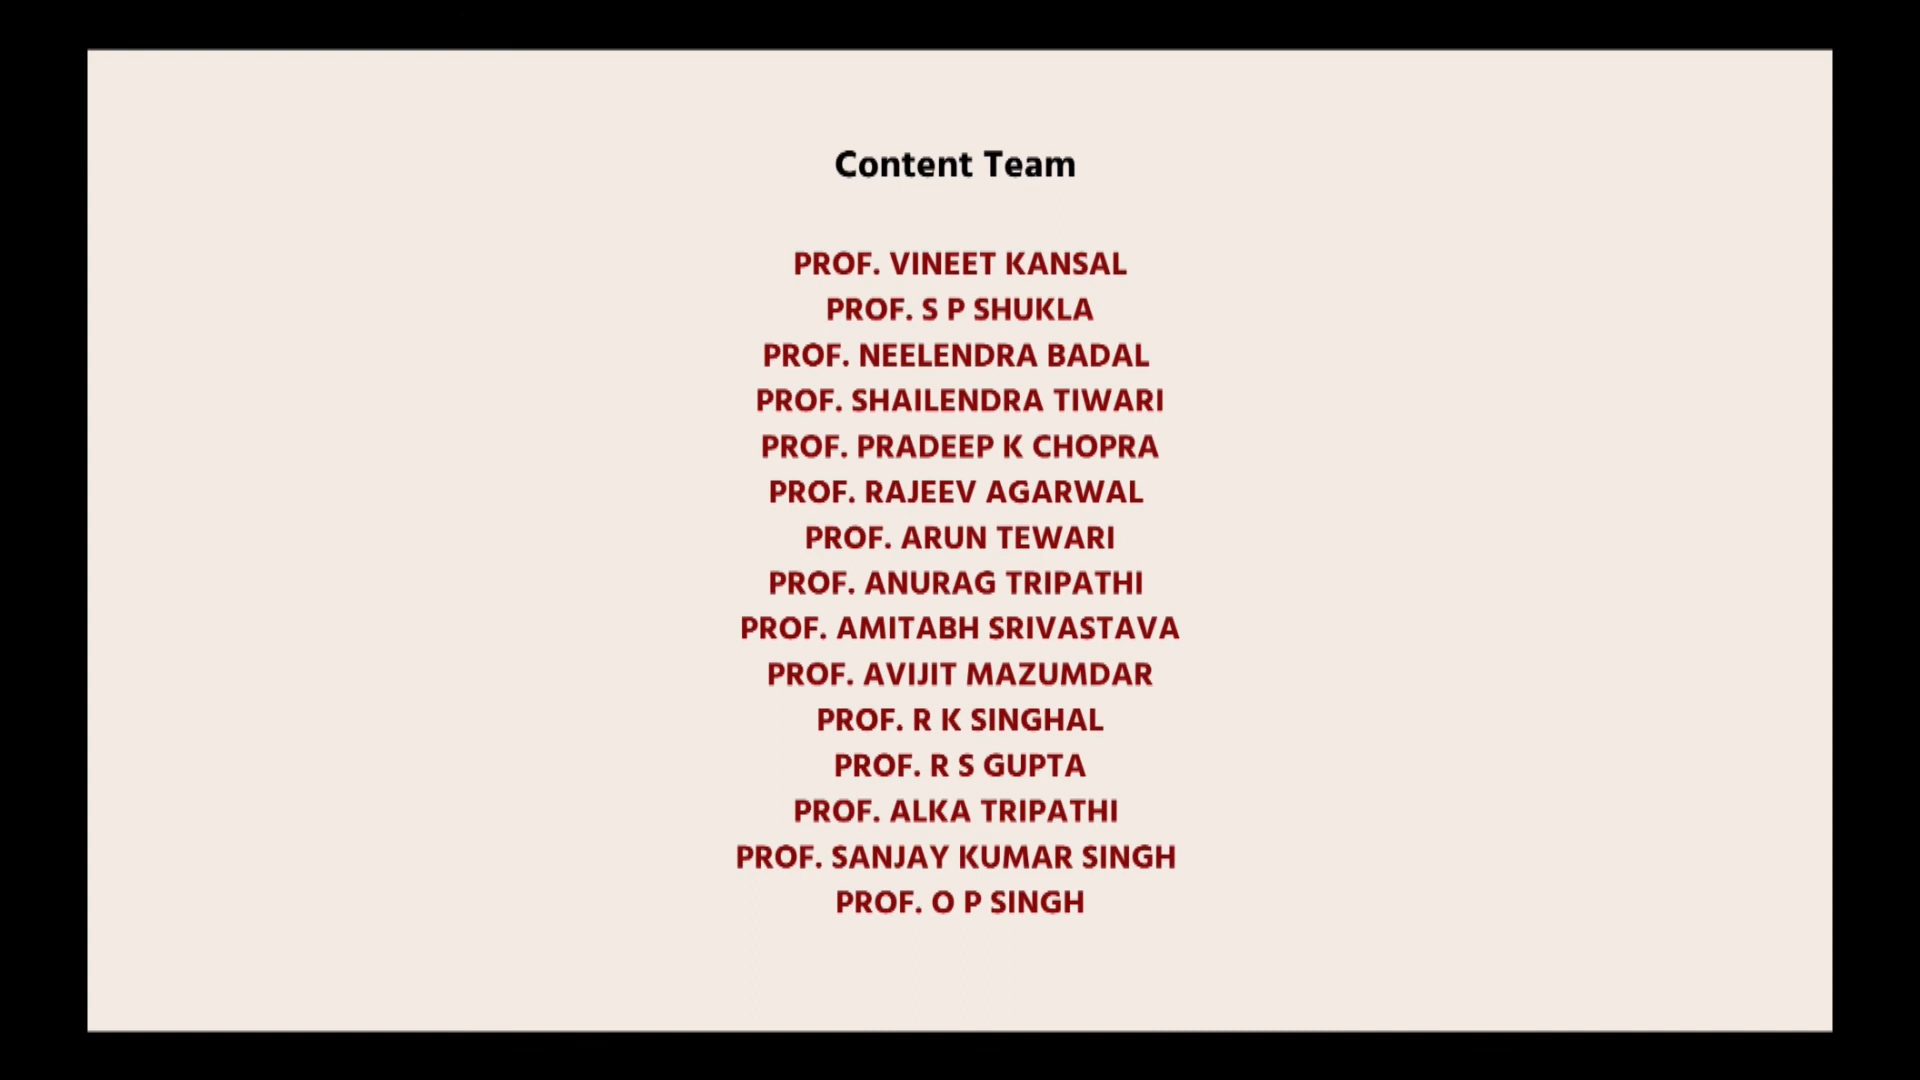 Content Team
PROF. VINEET KANSAL
PROF. S P SHUKLA
PROF. NEELENDRA BADAL
PROF. SHAILENDRA TIWARI
PROF. PRADEEP K CHOPRA
PROF. RAJEEV AGARWAL
PROF. ARUN TEWARI
PROF. ANURAG TRIPATHI
PROF. AMITABH SRIVASTAVA
PROF. AVIJIT MAZUMDAR
PROF. R K SINGHAL
PROF. R S GUPTA
PROF. ALKA TRIPATHI
PROF. SANJAY KUMAR SINGH
PROF. O P SINGH